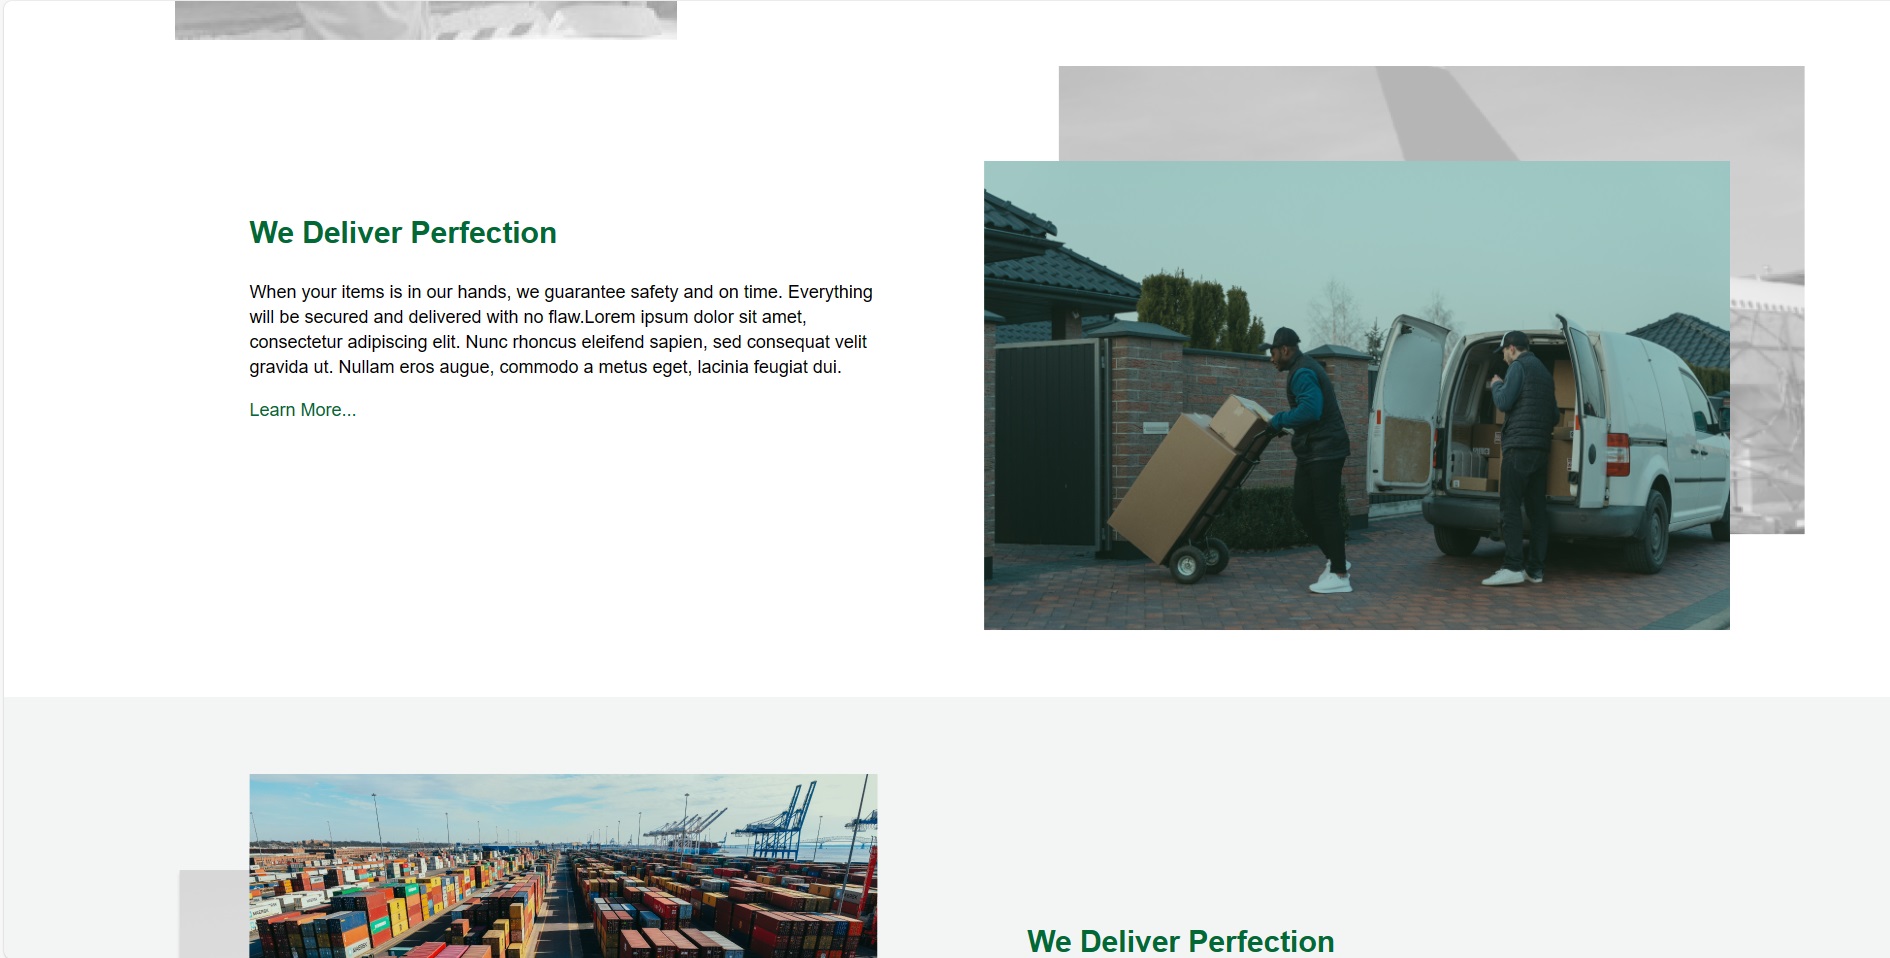 We Deliver Perfection
When your items is in our hands, we guarantee safety and on time. Everything
will be secured and delivered with no flaw.Lorem ipsum dolor sit amet,
consectetur adipiscing elit. Nunc rhoncus eleifend sapien, sed consequat velit
gravida ut. Nullam eros augue, commodo a metus eget, lacinia feugiat dui.
Learn More...
We Deliver Perfection